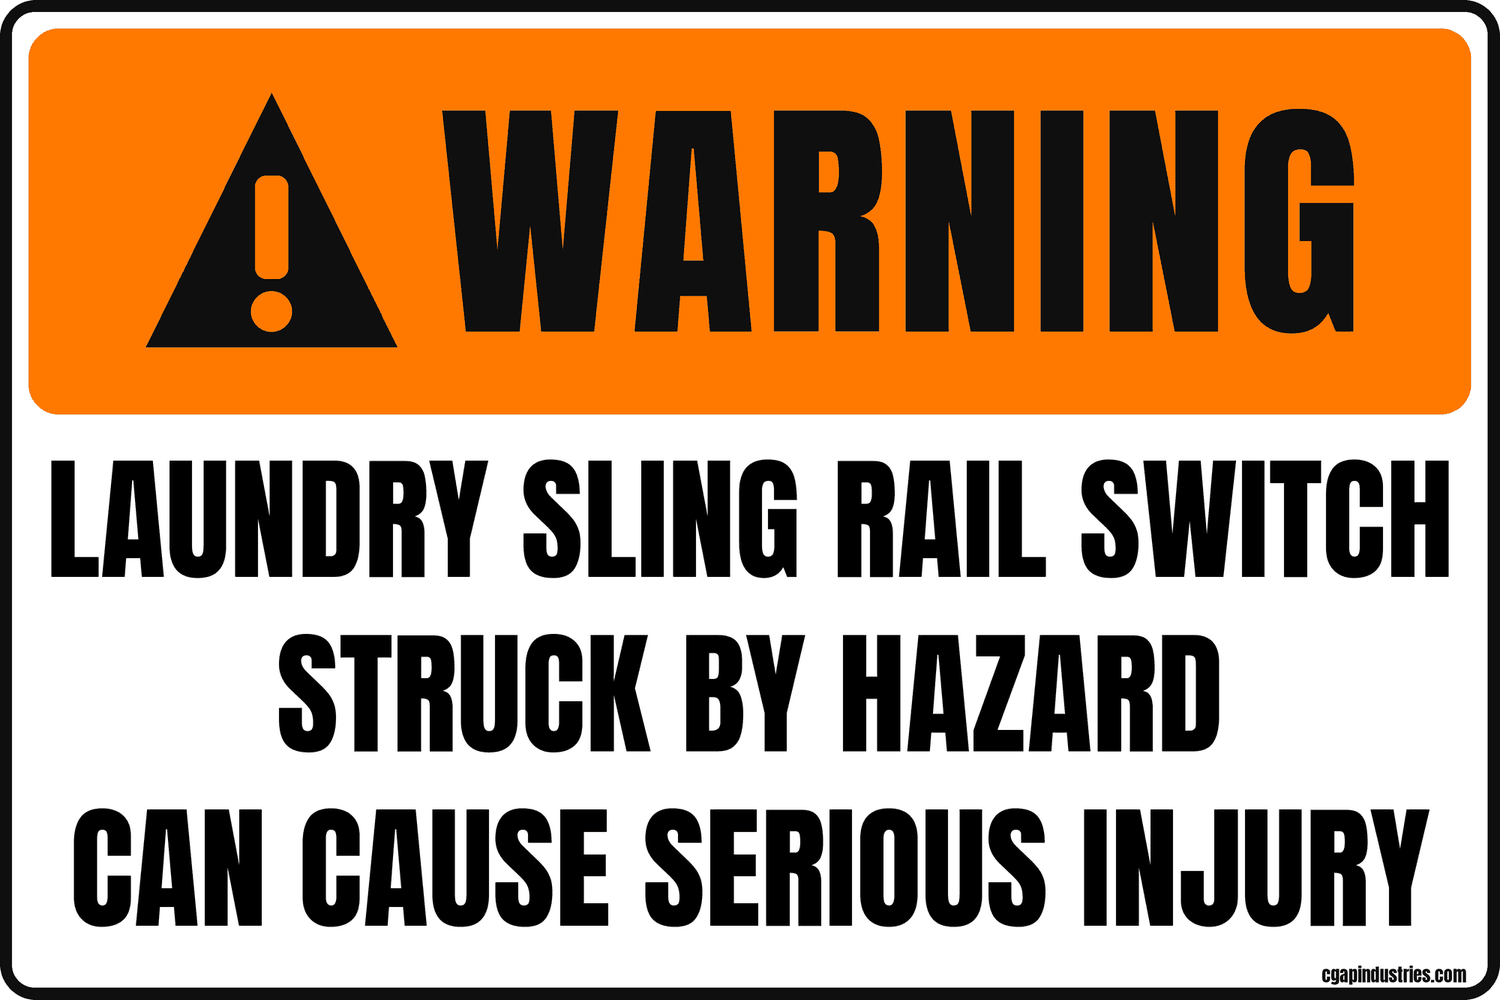 WARNING
LAUNDRY SLING RAIL SWITCH
STRUCK BY HAZARD
CAN CAUSE SERIOUS INJURY
cgapindustries.com